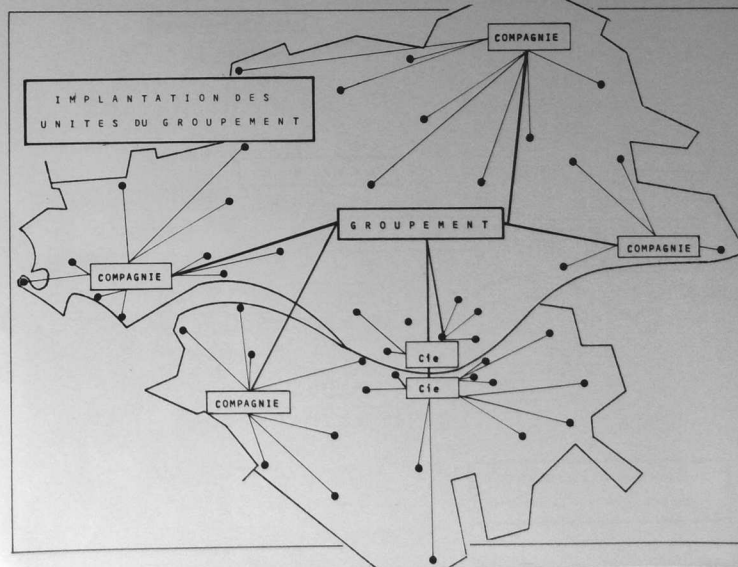 COMPAGNIE
IMPLANTATION DES
UNITES DU GROUPEMENT
GROUPEMENT
COMPAGNIE
COMPAGNIE
Cie
Cie
COMPAGNIE